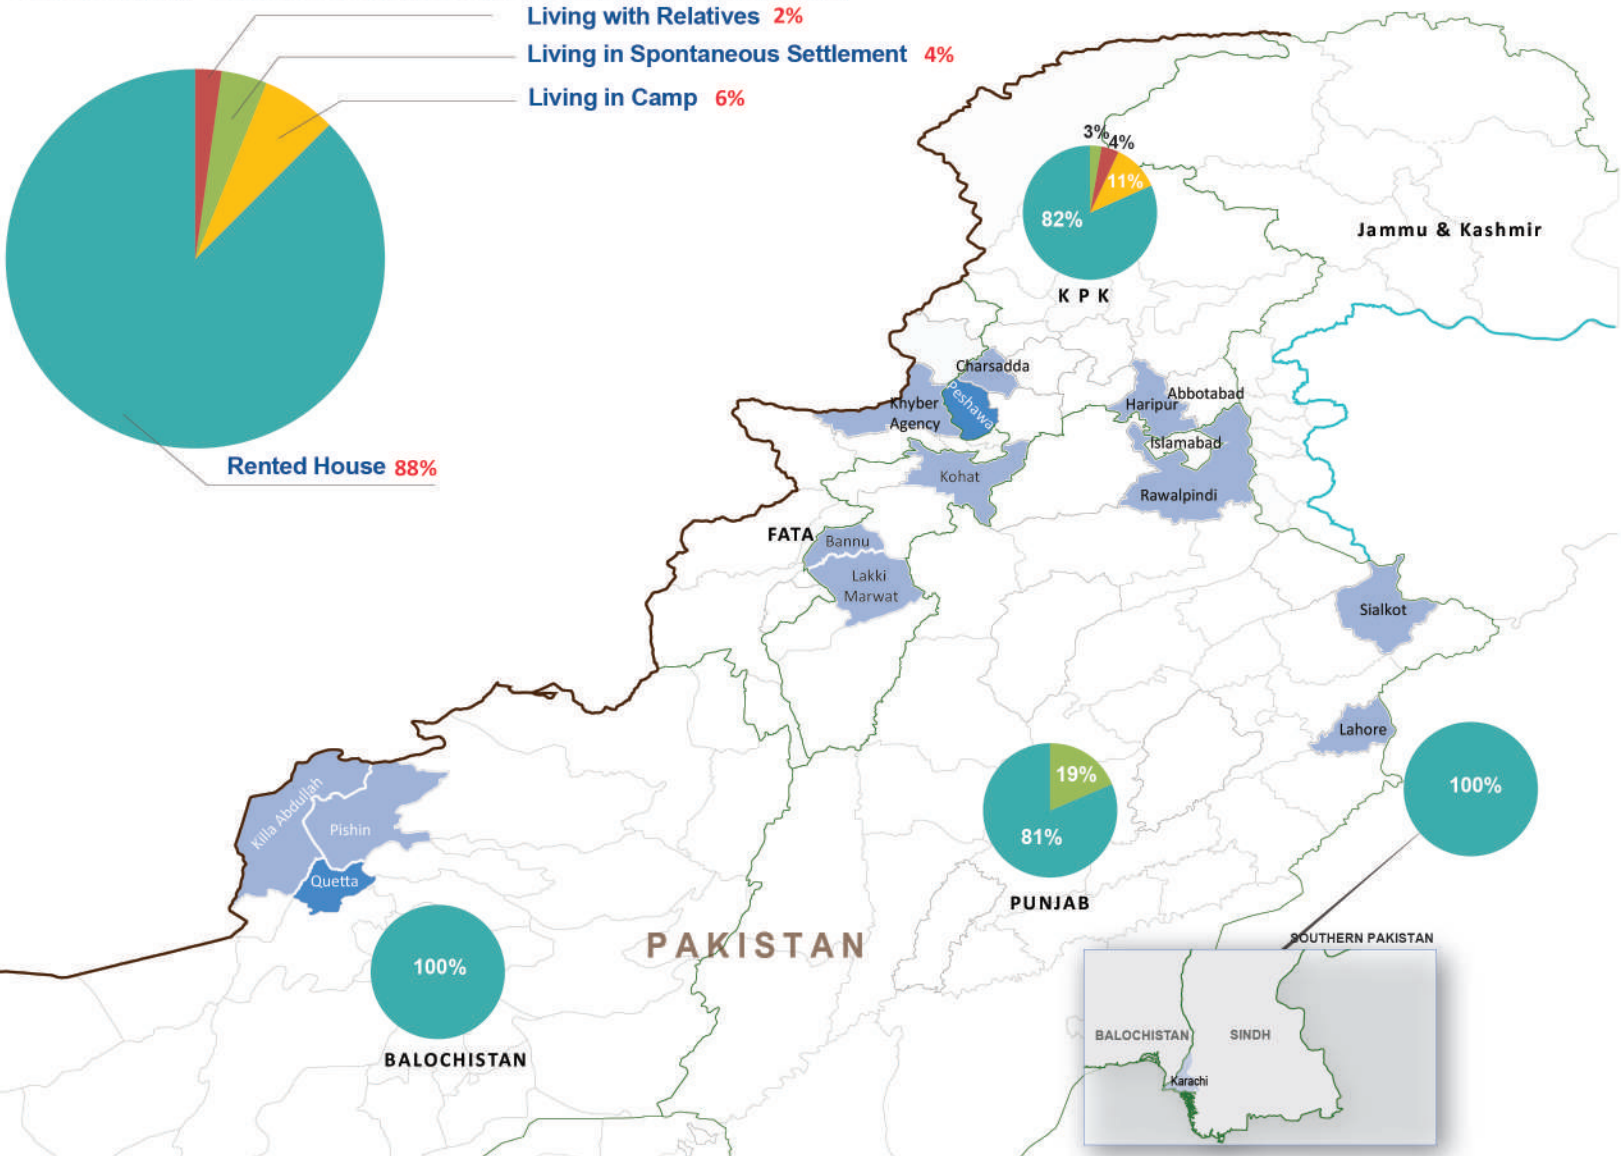 Living with Relatives 2%
Living in Spontaneous Settlement 4%
Living in Camp 6%
Rented House 88%
3%
4%
11%
82%
K P K
Jammu & Kashmir
Charsadda
Peshawa
Khyber
Agency
Haripur
Abbotabad
Islamabad
Rawalpindi
Kohat
FATA
Bannu
Lakki
Marwat
Sialkot
Lahore
100%
19%
81%
PUNJAB
Killa Abdullah
Pishin
Quetta
100%
BALOCHISTAN
PAKISTAN
SOUTHERN PAKISTAN
BALOCHISTAN
SINDH
Karachi